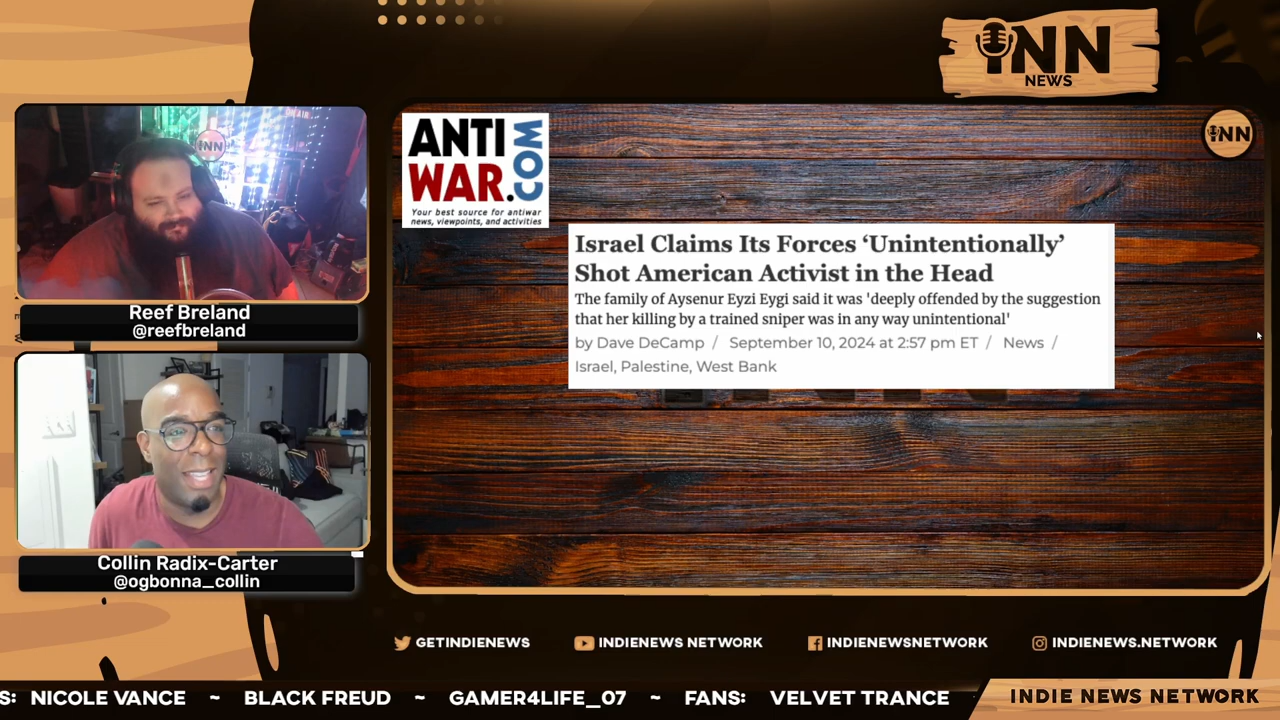 iNN
NEWS
iNN
ANTI
WAR.COM
Your best source for antiwar
news, viewpoints, and activities
iNN
Israel Claims Its Forces ‘Unintentionally’
Shot American Activist in the Head
The family of Aysenur Eyzi Eygi said it was 'deeply offended by the suggestion
that her killing by a trained sniper was in any way unintentional'
by Dave DeCamp / September 10, 2024 at 2:57 pm ET / News /
Israel, Palestine, West Bank
Reef Breland
@reefbreland
Collin Radix-Carter
@ogbonna_collin
GETINDIENEWS
INDIENEWS NETWORK
INDIENEWSNETWORK
INDIENEWS.NETWORK
S: NICOLE VANCE ~ BLACK FREUD ~ GAMER4LIFE_07 ~ FANS: VELVET TRANCE
INDIE NEWS NETWORK